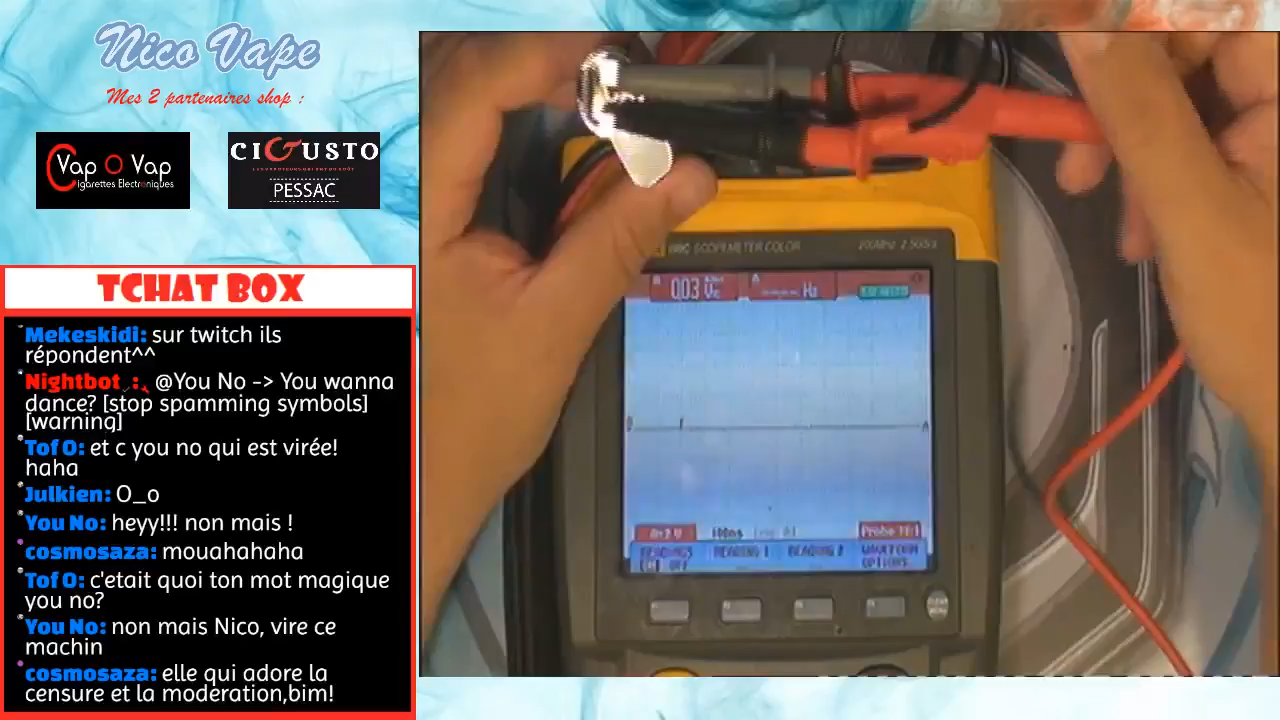 Nico Vape
Mes 2 partenaires shop :
Vap O Vap
Cigarettes Electroniques
CIGUSTO
PESSAC
TCHAT BOX
Mekeskidi: sur twitch ils
répondent^^
Nightbot : @You No -> You wanna
dance? [stop spamming symbols]
[warning]
Tof O: et c you no qui est virée!
haha
Julkien: O_o
You No: heyy!!! non mais !
cosmosaza: mouahahaha
Tof O: c'etait quoi ton mot magique
you no?
You No: non mais Nico, vire ce
machin
cosmosaza: elle qui adore la
censure et la moderation,bim!
SCOPEMETER COLOR
0.03
Hz
READINGS
READING 1
READING 2
WAVEFORM
OPTIONS
OFF